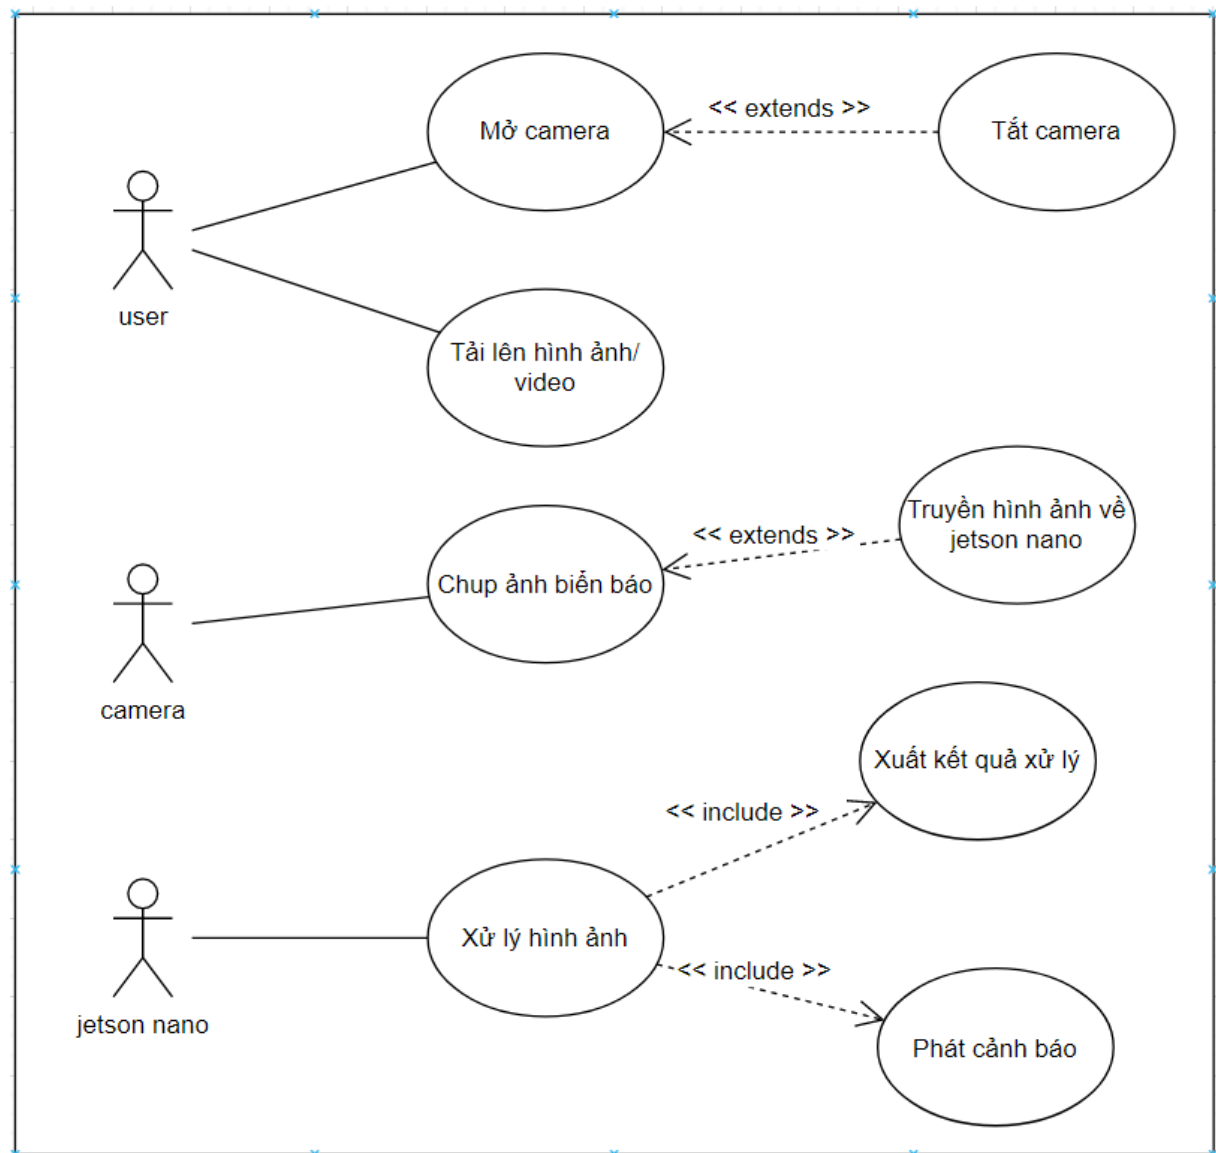 Mở camera
<< extends >>
Tắt camera
user
Tải lên hình ảnh/
video
Chup ảnh biển báo
<< extends >>
Truyền hình ảnh về
jetson nano
camera
Xuất kết quả xử lý
<< include >>
Xử lý hình ảnh
<< include >>
Phát cảnh báo
jetson nano